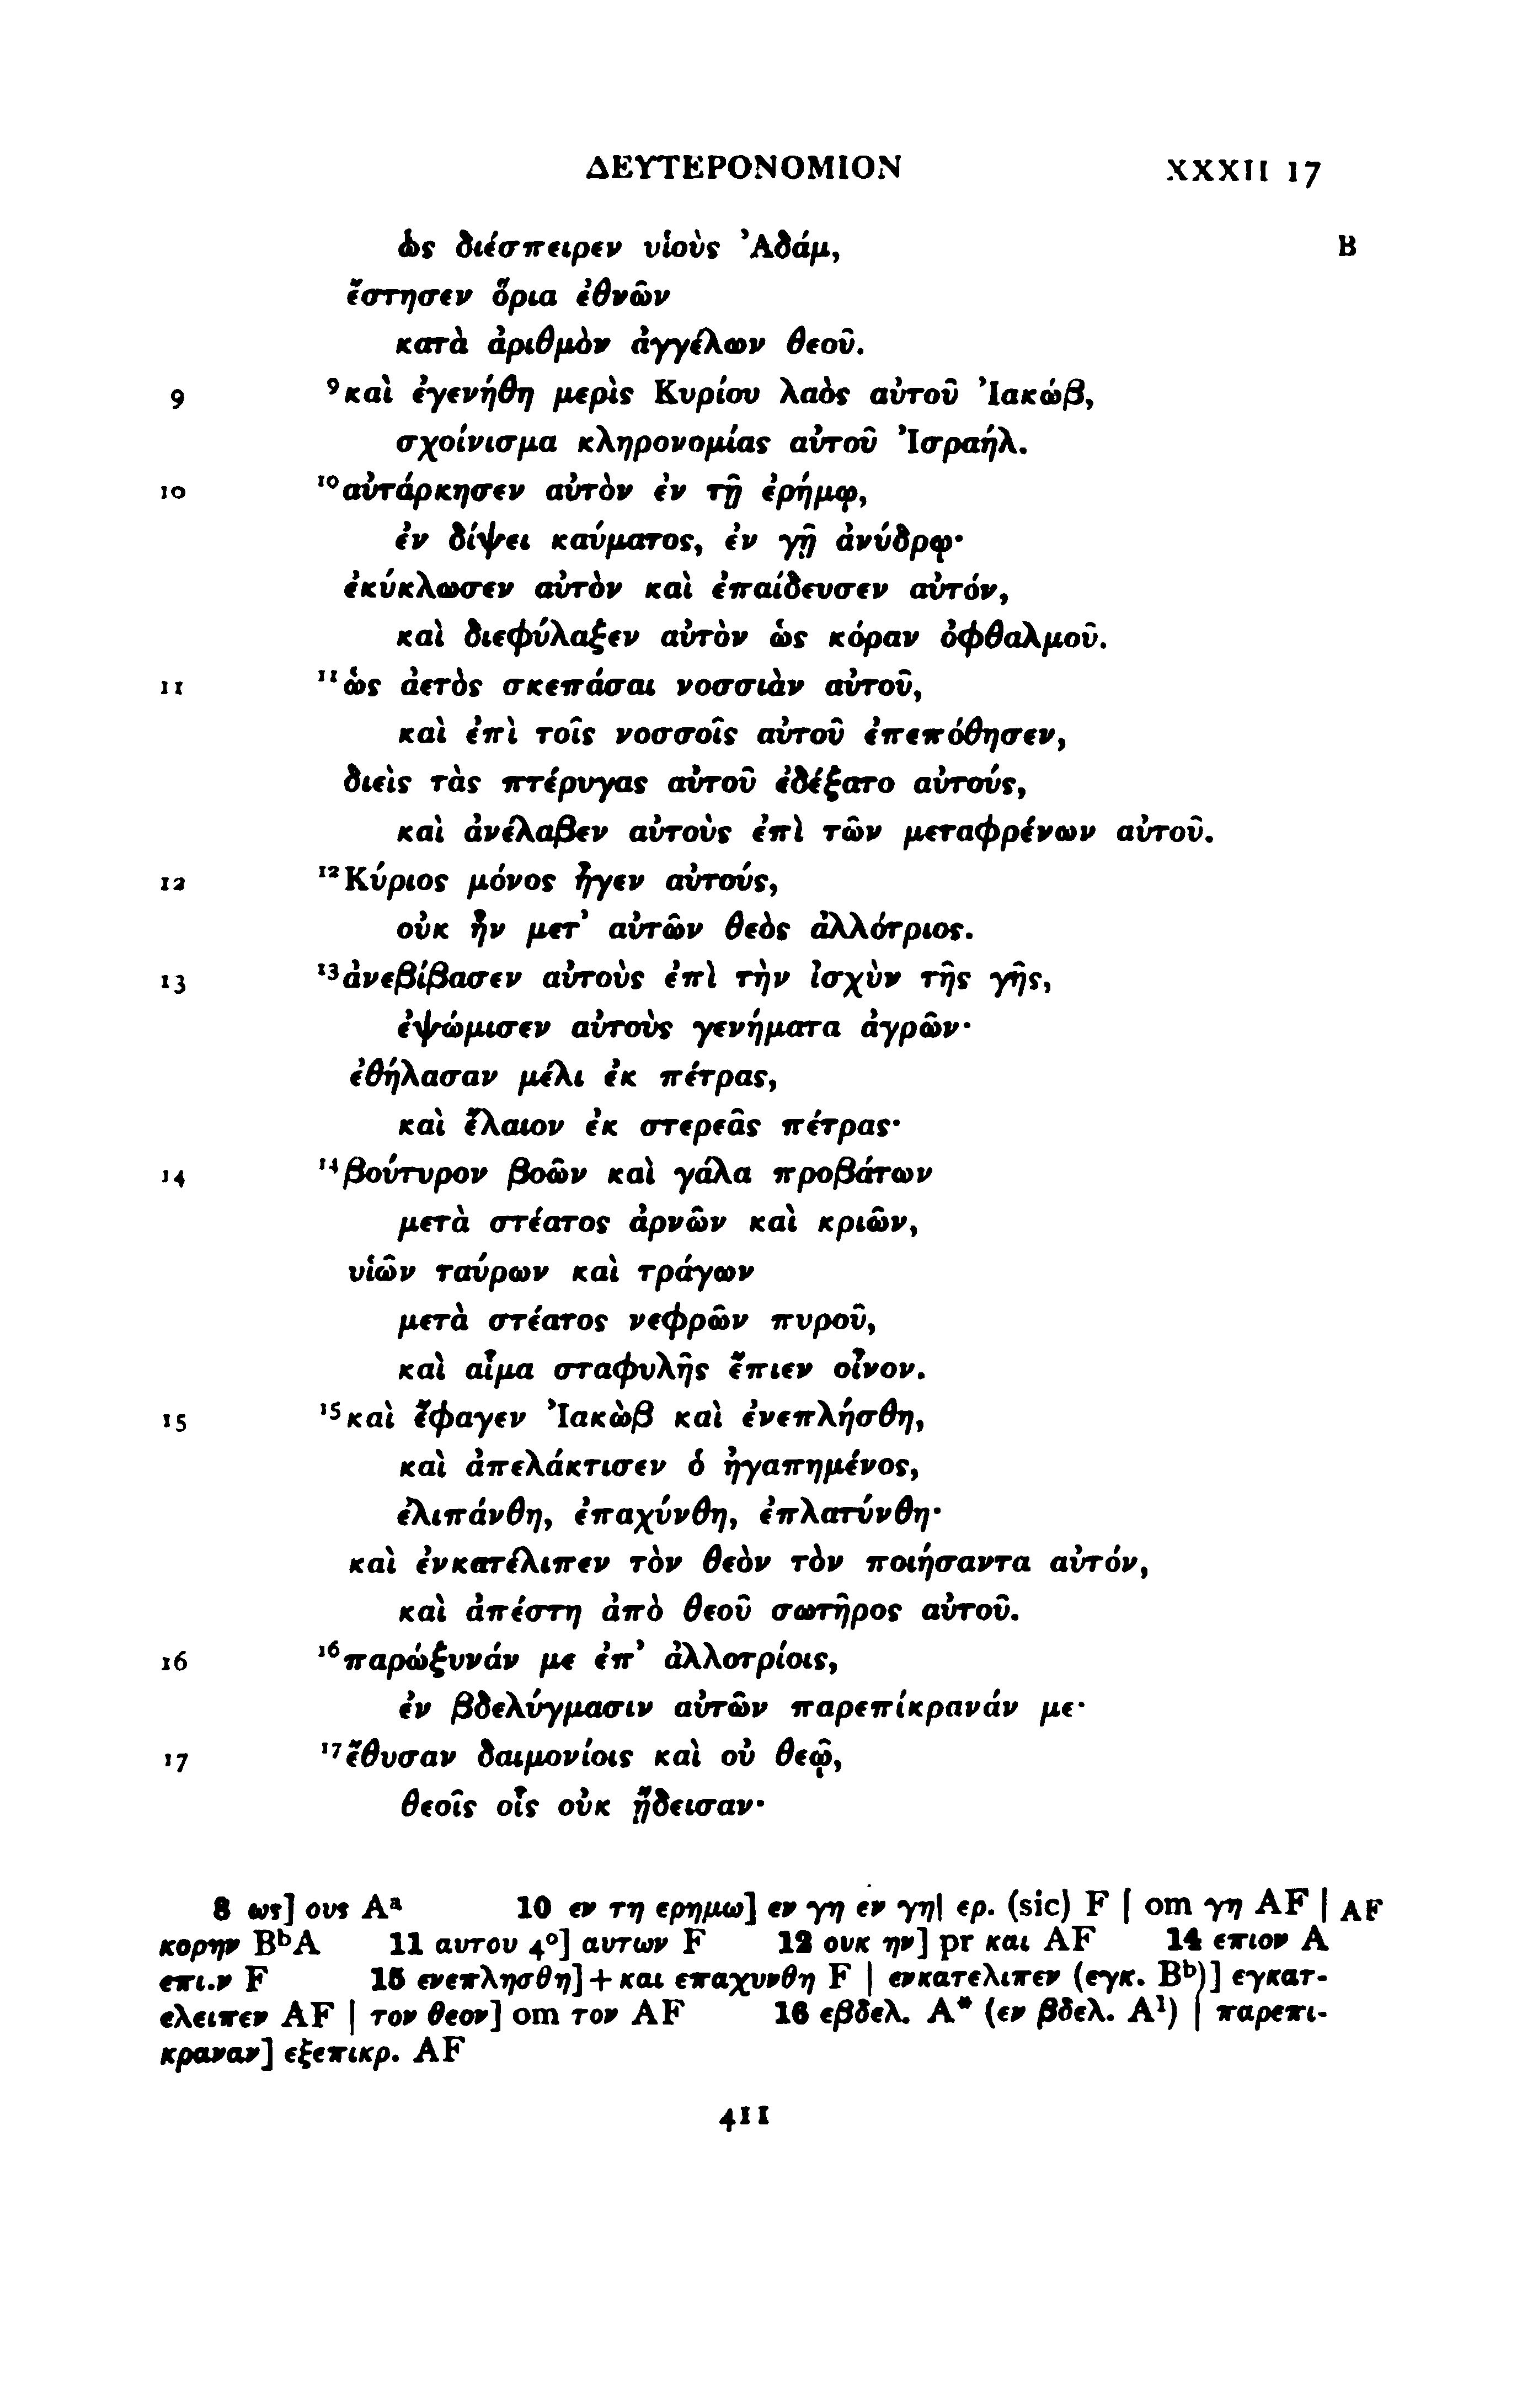 ΔΕΥΤΕΡΟΝΟΜΙΟΝ XXXII 17
ὡς διέσπειρεν υἱοὺς Ἀδάμ, B
ἔστησεν ὅρια ἐθνῶν
κατὰ ἀριθμὸν ἀγγέλων θεοῦ.
9 ⁹καὶ ἐγενήθη μερὶς Κυρίου λαὸς αὐτοῦ Ἰακώβ,
σχοίνισμα κληρονομίας αὐτοῦ Ἰσραήλ.
10 ¹⁰αὐτάρκησεν αὐτὸν ἐν τῇ ἐρήμῳ,
ἐν δίψει καύματος, ἐν γῇ ἀνύδρῳ·
ἐκύκλωσεν αὐτὸν καὶ ἐπαίδευσεν αὐτόν,
καὶ διεφύλαξεν αὐτὸν ὡς κόραν ὀφθαλμοῦ.
11 ¹¹ὡς ἀετὸς σκεπάσαι νοσσιὰν αὐτοῦ,
καὶ ἐπὶ τοῖς νοσσοῖς αὐτοῦ ἐπεπόθησεν,
διεὶς τὰς πτέρυγας αὐτοῦ ἐδέξατο αὐτούς,
καὶ ἀνέλαβεν αὐτοὺς ἐπὶ τῶν μεταφρένων αὐτοῦ.
12 ¹²Κύριος μόνος ἦγεν αὐτούς,
οὐκ ἦν μετ’ αὐτῶν θεὸς ἀλλότριος.
13 ¹³ἀνεβίβασεν αὐτοὺς ἐπὶ τὴν ἰσχὺν τῆς γῆς,
ἐψώμισεν αὐτοὺς γενήματα ἀγρῶν·
ἐθήλασαν μέλι ἐκ πέτρας,
καὶ ἔλαιον ἐκ στερεᾶς πέτρας·
14 ¹⁴βούτυρον βοῶν καὶ γάλα προβάτων
μετὰ στέατος ἀρνῶν καὶ κριῶν,
υἱῶν ταύρων καὶ τράγων
μετὰ στέατος νεφρῶν πυροῦ,
καὶ αἷμα σταφυλῆς ἔπιεν οἶνον.
15 ¹⁵καὶ ἔφαγεν Ἰακὼβ καὶ ἐνεπλήσθη,
καὶ ἀπελάκτισεν ὁ ἠγαπημένος,
ἐλιπάνθη, ἐπαχύνθη, ἐπλατύνθη·
καὶ ἐνκατέλιπεν τὸν θεὸν τὸν ποιήσαντα αὐτόν,
καὶ ἀπέστη ἀπὸ θεοῦ σωτῆρος αὐτοῦ.
16 ¹⁶παρώξυνάν με ἐπ’ ἀλλοτρίοις,
ἐν βδελύγμασιν αὐτῶν παρεπίκρανάν με·
17 ¹⁷ἔθυσαν δαιμονίοις καὶ οὐ θεῷ,
θεοῖς οἷς οὐκ ᾔδεισαν·
8 ως] ους Aᵃ 10 εν τη ερημω] εν γη εν γη| ερ. (sic) F | om γη AF | AF
κορην BᵇA 11 αυτου 4°] αυτων F 12 ουκ ην] pr και AF 14 επιον A
επι.ν F 15 ενεπλησθη] + και επαχυνθη F | ενκατελιπεν (εγκ. Bᵇ)] εγκατ-
ελειπεν AF | τον θεον] om τον AF 16 εβδελ. A* (εν βδελ. A¹) | παρεπι-
κραναν] εξεπικρ. AF
411